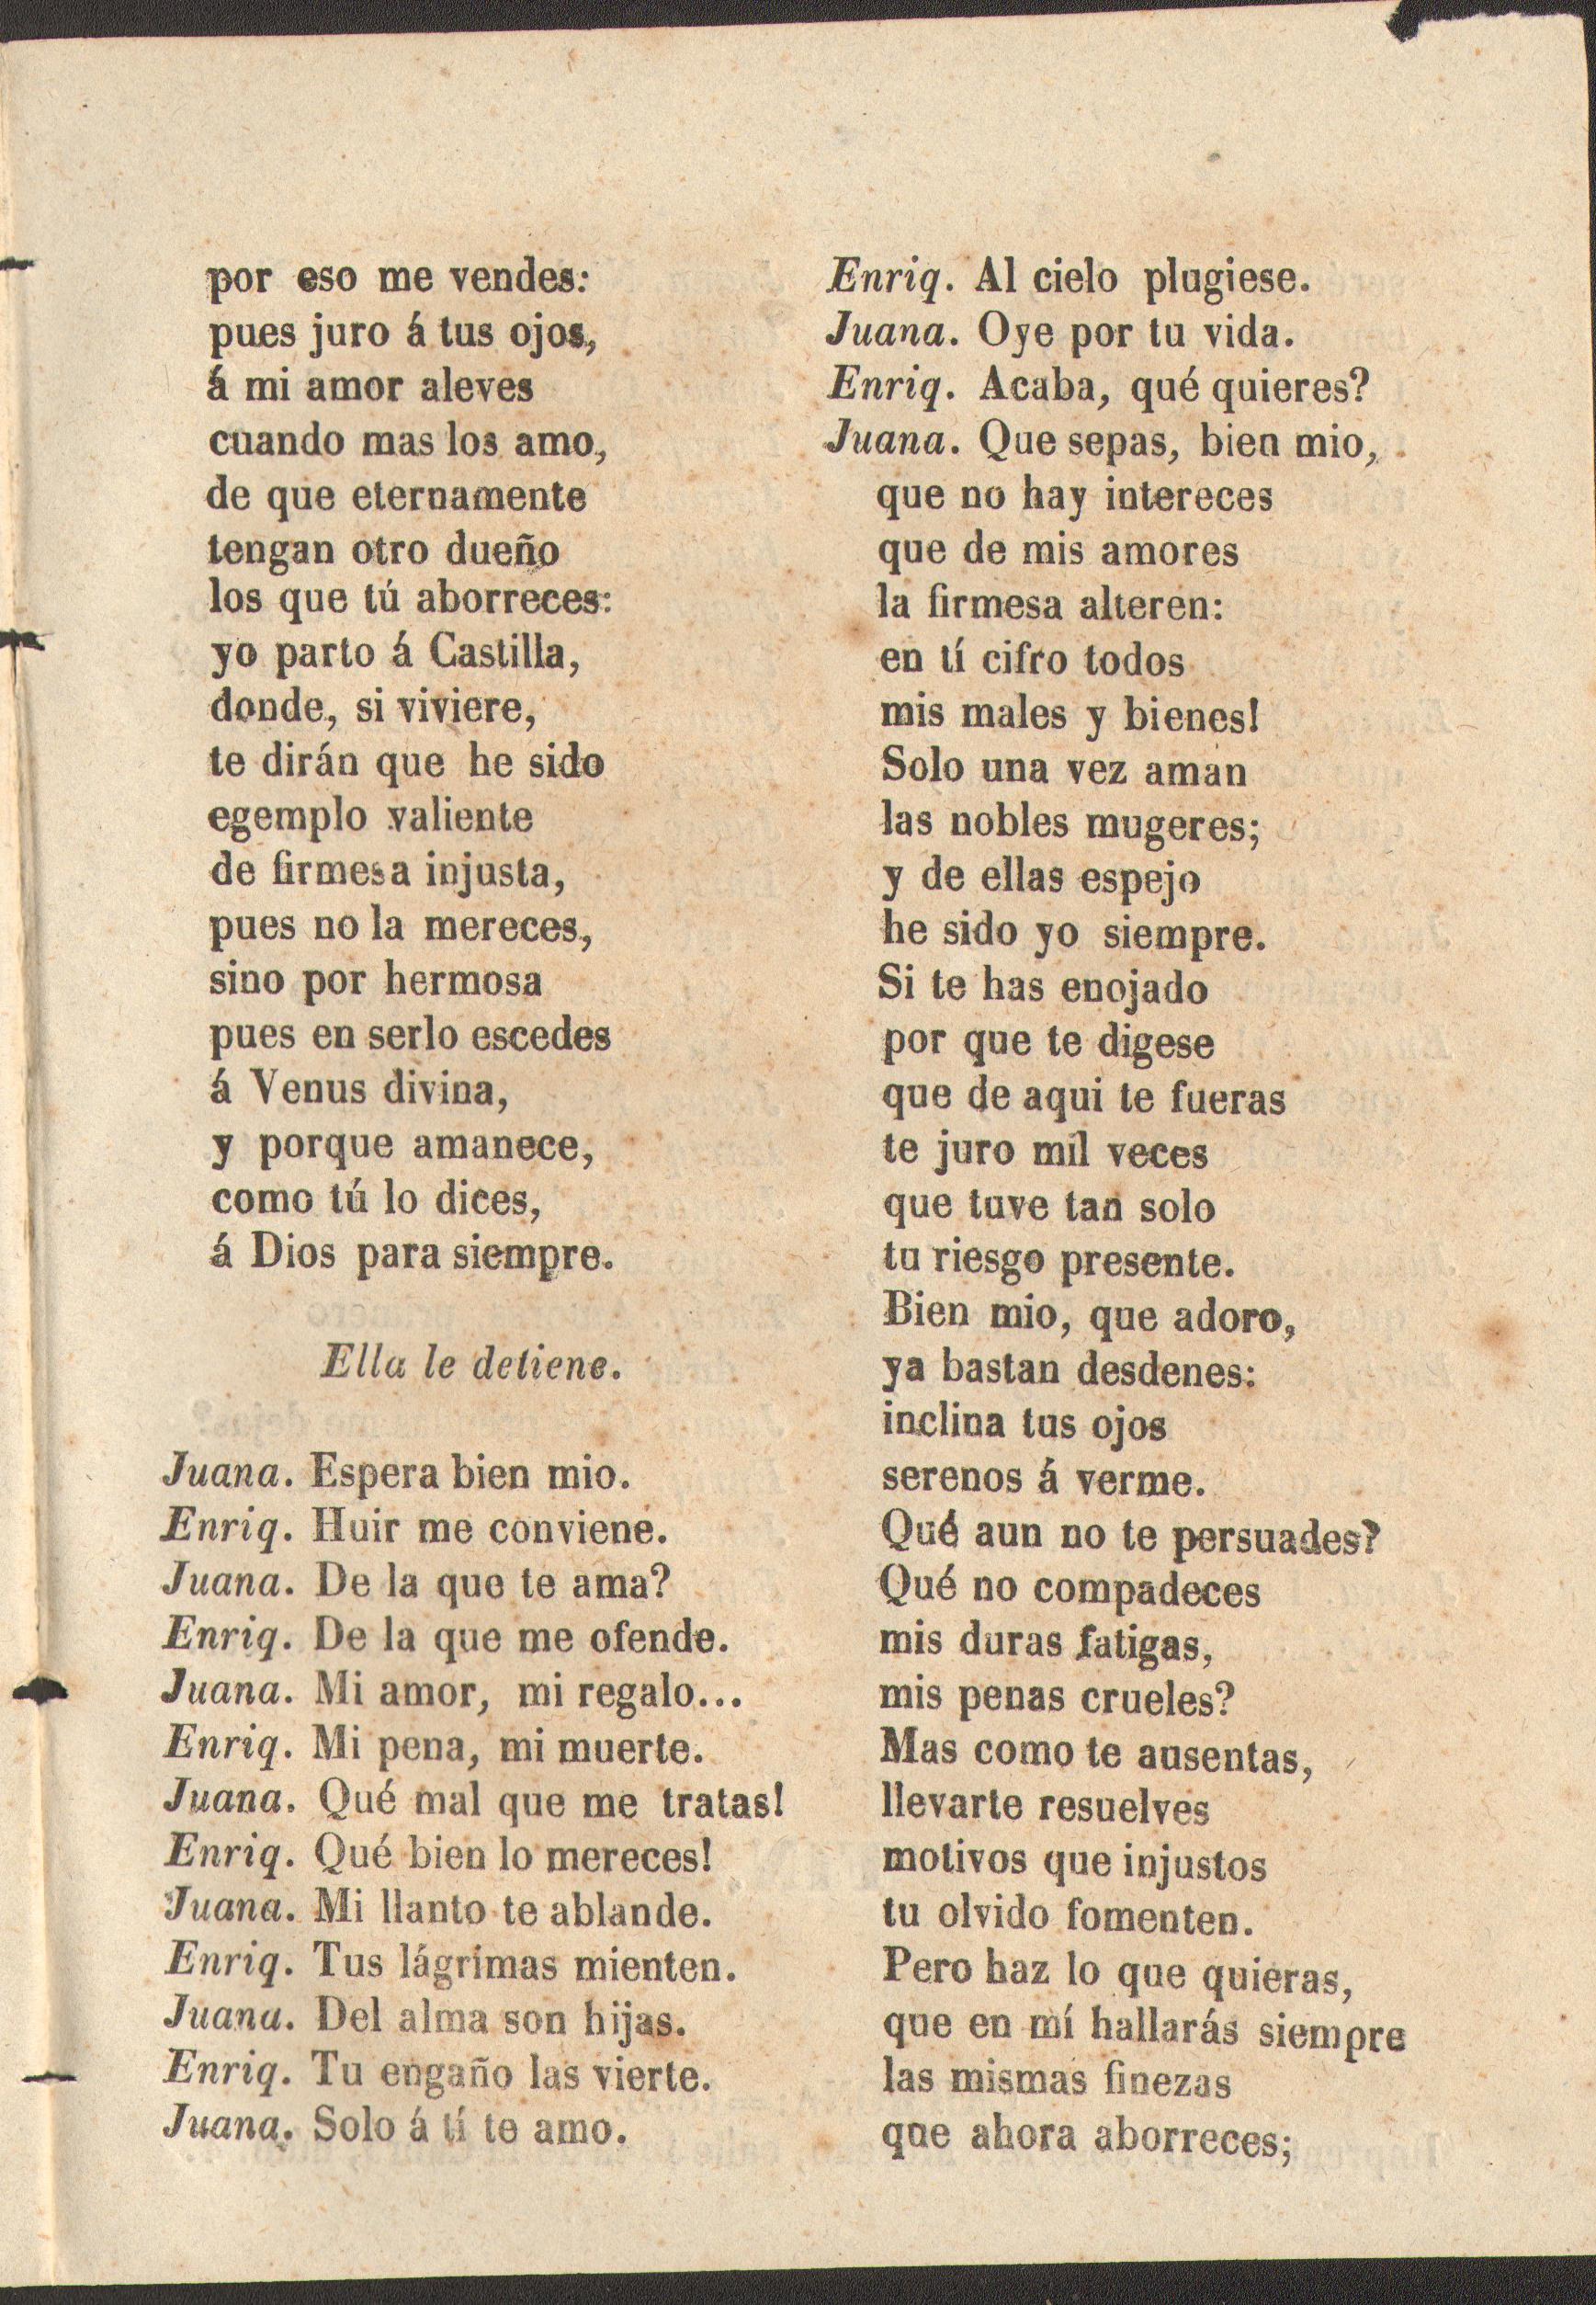 por eso me vendes:
pues juro á tus ojos,
á mi amor aleves
cuando mas los amo,
de que eternamente
tengan otro dueño
los que tú aborreces:
yo parto á Castilla,
donde, si viviere,
te dirán que he sido
egemplo valiente
de firmesa injusta,
pues no la mereces,
sino por hermosa
pues en serlo escedes
á Venus divina,
y porque amanece,
como tú lo dices,
á Dios para siempre.
Ella le detiene.
Juana. Espera bien mio.
Enriq. Huir me conviene.
Juana. De la que te ama?
Enriq. De la que me ofende.
Juana. Mi amor, mi regalo...
Enriq. Mi pena, mi muerte.
Juana. Qué mal que me tratas!
Enriq. Qué bien lo mereces!
Juana. Mi llanto te ablande.
Enriq. Tus lágrimas mienten.
Juana. Del alma son hijas.
Enriq. Tu engaño las vierte.
Juana. Solo á tí te amo.
Enriq. Al cielo plugiese.
Juana. Oye por tu vida.
Enriq. Acaba, qué quieres?
Juana. Que sepas, bien mio,
que no hay intereces
que de mis amores
la firmesa alteren:
en tí cifro todos
mis males y bienes!
Solo una vez aman
las nobles mugeres;
y de ellas espejo
he sido yo siempre.
Si te has enojado
por que te digese
que de aqui te fueras
te juro mil veces
que tuve tan solo
tu riesgo presente.
Bien mio, que adoro,
ya bastan desdenes:
inclina tus ojos
serenos á verme.
Qué aun no te persuades?
Qué no compadeces
mis duras fatigas,
mis penas crueles?
Mas como te ausentas,
llevarte resuelves
motivos que injustos
tu olvido fomenten.
Pero haz lo que quieras,
que en mí hallarás siempre
las mismas finezas
que ahora aborreces;